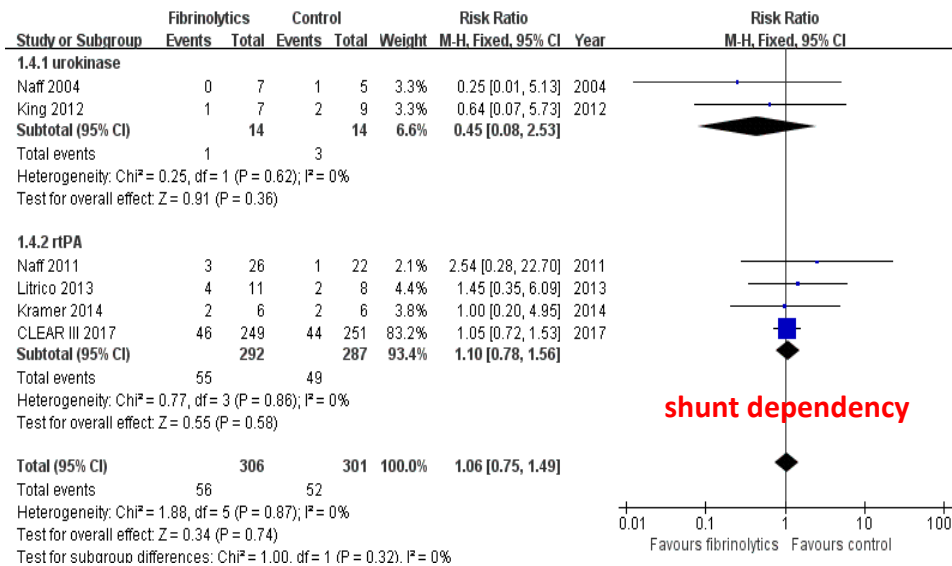 Fibrinolytics Control Risk Ratio Risk Ratio
Study or Subgroup Events Total Events Total Weight M-H, Fixed, 95% CI Year M-H, Fixed, 95% CI
1.4.1 urokinase
Naff 2004 0 7 1 5 3.3% 0.25 [0.01, 5.13] 2004
King 2012 1 7 2 9 3.3% 0.64 [0.07, 5.73] 2012
Subtotal (95% CI) 14 14 6.6% 0.45 [0.08, 2.53]
Total events 1 3
Heterogeneity: Chi² = 0.25, df = 1 (P = 0.62); I² = 0%
Test for overall effect: Z = 0.91 (P = 0.36)
1.4.2 rtPA
Naff 2011 3 26 1 22 2.1% 2.54 [0.28, 22.70] 2011
Litrico 2013 4 11 2 8 4.4% 1.45 [0.35, 6.09] 2013
Kramer 2014 2 6 2 6 3.8% 1.00 [0.20, 4.95] 2014
CLEAR III 2017 46 249 44 251 83.2% 1.05 [0.72, 1.53] 2017
Subtotal (95% CI) 292 287 93.4% 1.10 [0.78, 1.56]
Total events 55 49
Heterogeneity: Chi² = 0.77, df = 3 (P = 0.86); I² = 0%
Test for overall effect: Z = 0.55 (P = 0.58)
shunt dependency
Total (95% CI) 306 301 100.0% 1.06 [0.75, 1.49]
Total events 56 52
Heterogeneity: Chi² = 1.88, df = 5 (P = 0.87); I² = 0%
Test for overall effect: Z = 0.34 (P = 0.74)
Test for subgroup differences: Chi² = 1.00, df = 1 (P = 0.32), I² = 0%
0.01 0.1 1 10 100
Favours fibrinolytics Favours control